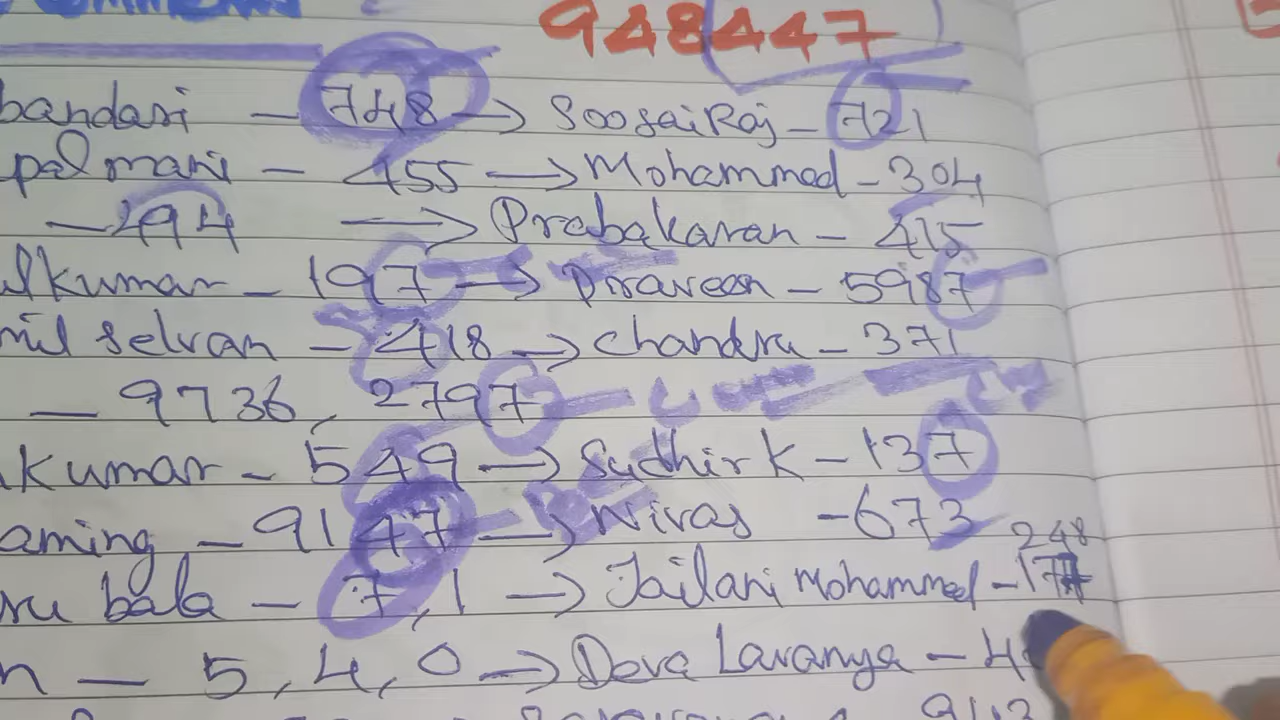 948447
bandari - 748 → SoosaiRaj - 721
palmani - 455 → Mohammed - 304
- 494 → Prabakaran - 415
lkumar - 197 → Praveen - 5987
mil selvan - 418 → Chandru - 371
- 9736, 2797
kumar - 549 → Sudhir k - 137
aming - 9147 → Nivas - 673
248
ru bala - 7, 1 → Jailani Mohammed - 177
n - 5, 4, 0 → Deva Lavanya - 4